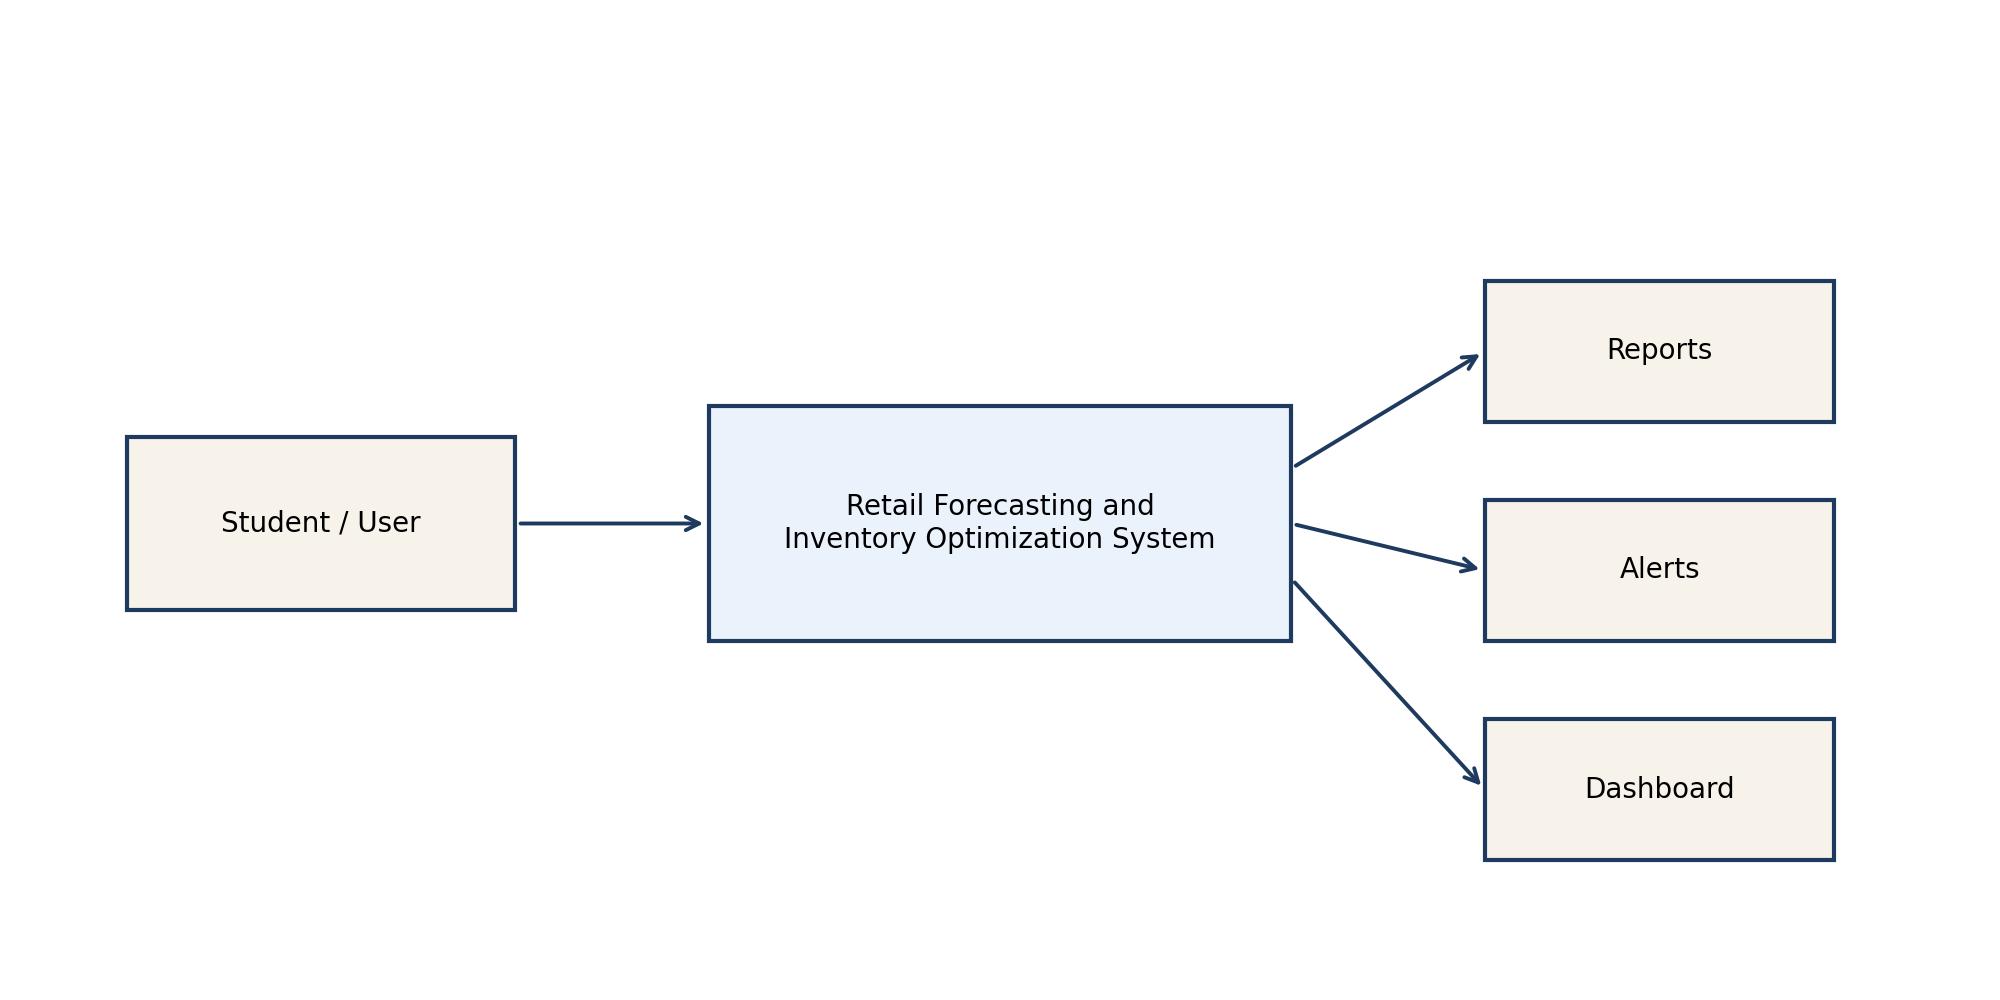 Student / User
Retail Forecasting and
Inventory Optimization System
Reports
Alerts
Dashboard